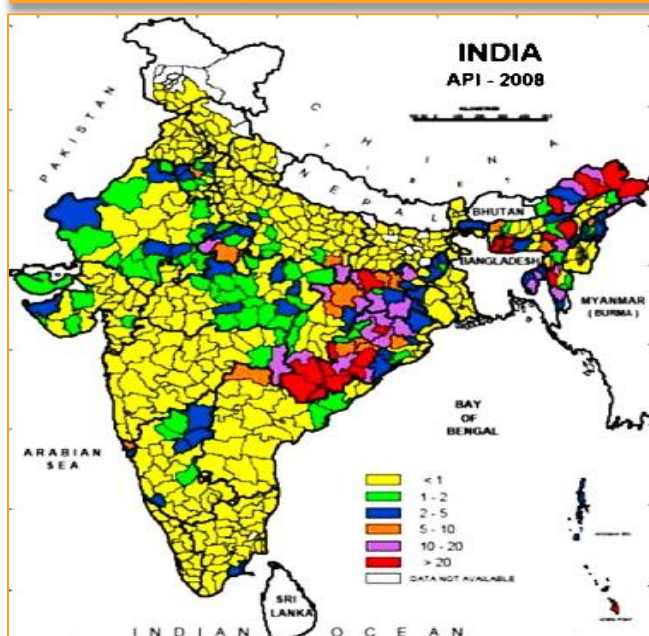 INDIA
API - 2008
PAKISTAN
CHINA
NEPAL
BHUTAN
BANGLADESH
MYANMAR
(BURMA)
BAY
OF
BENGAL
ARABIAN
SEA
< 1
1 - 2
2 - 5
5 - 10
10 - 20
> 20
DATA NOT AVAILABLE
SRI
LANKA
INDIAN OCEAN